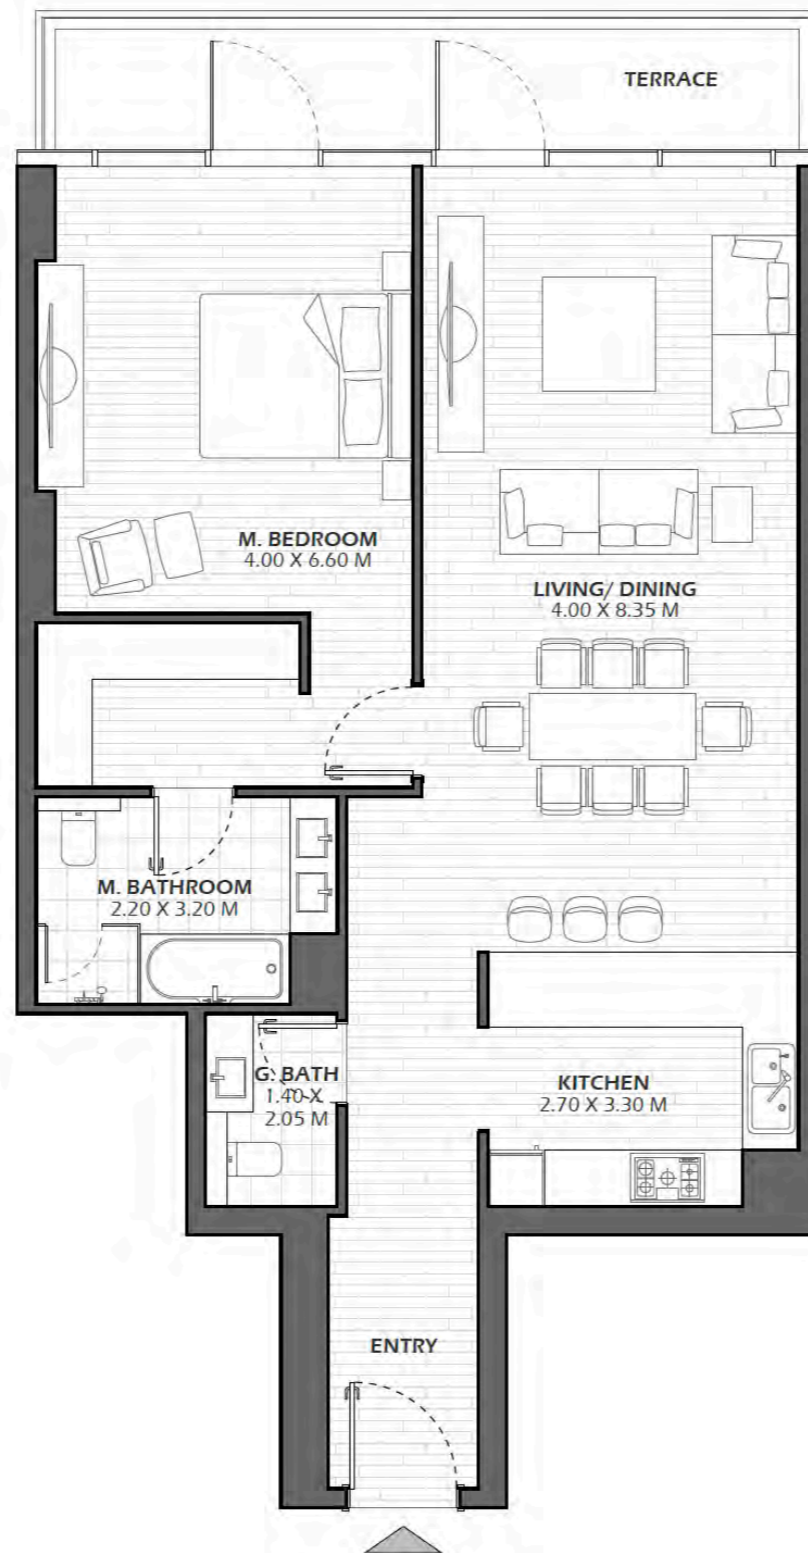 TERRACE
M. BEDROOM
4.00 X 6.60 M
LIVING/ DINING
4.00 X 8.35 M
M. BATHROOM
2.20 X 3.20 M
G. BATH
1.40 X
2.05 M
KITCHEN
2.70 X 3.30 M
ENTRY